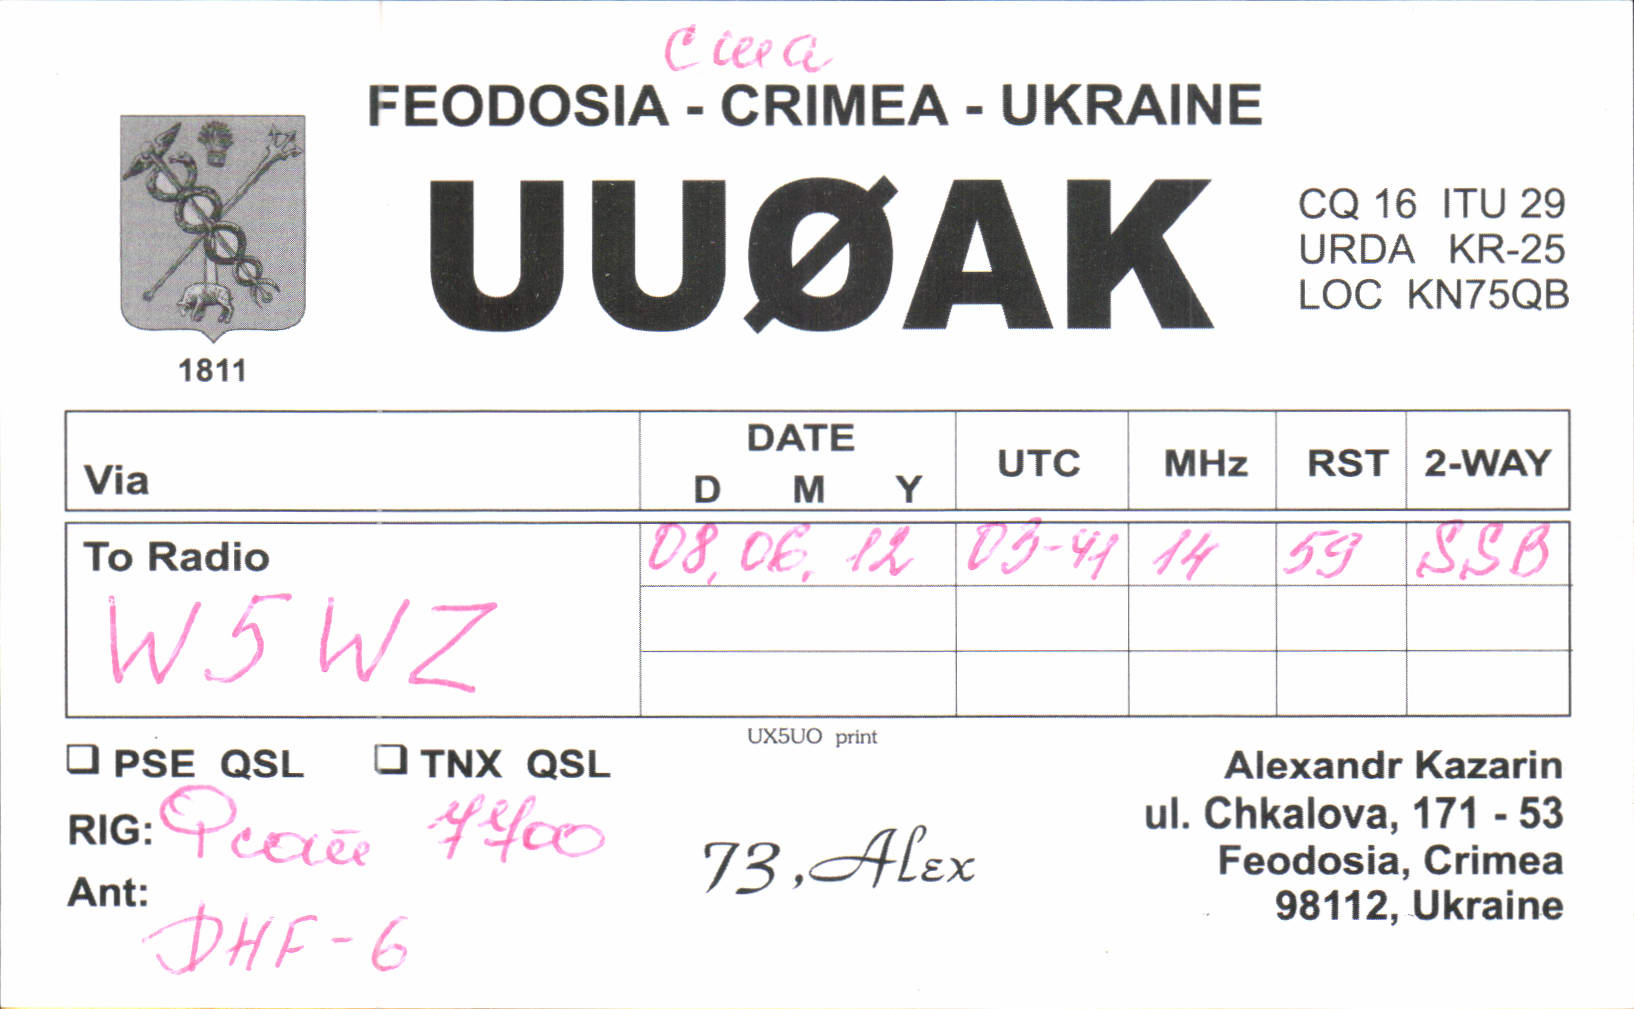 сша
FEODOSIA - CRIMEA - UKRAINE
UUØAK
CQ 16 ITU 29
URDA KR-25
LOC KN75QB
1811
Via
DATE
D M Y
UTC
MHz
RST
2-WAY
To Radio
W5WZ
08,06,12 03-41 14 59 SSB
UX5UO print
PSE QSL
TNX QSL
RIG: 7700
Ant:
DHF-6
73, Alex
Alexandr Kazarin
ul. Chkalova, 171 - 53
Feodosia, Crimea
98112, Ukraine